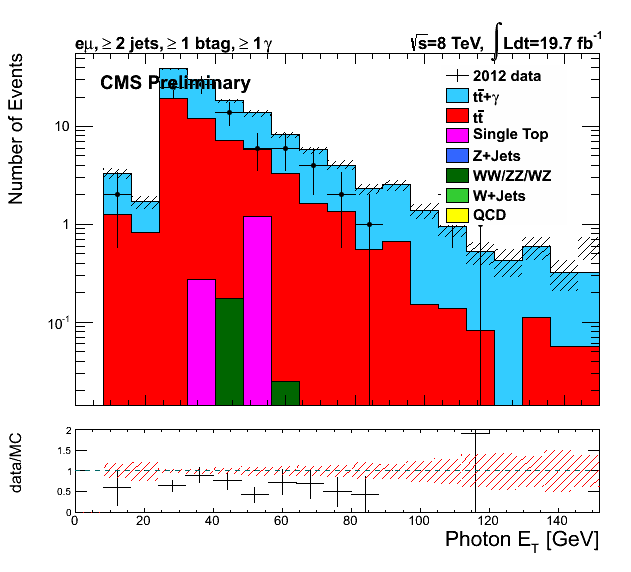 eμ, ≥ 2 jets, ≥ 1 btag, ≥ 1γ
√s=8 TeV, ∫ Ldt=19.7 fb⁻¹
CMS Preliminary
Number of Events
10
1
10⁻¹
2012 data
tt̄+γ
tt̄
Single Top
Z+Jets
WW/ZZ/WZ
W+Jets
QCD
data/MC
2
1.5
1
0.5
0
0 20 40 60 80 100 120 140
Photon E_T [GeV]